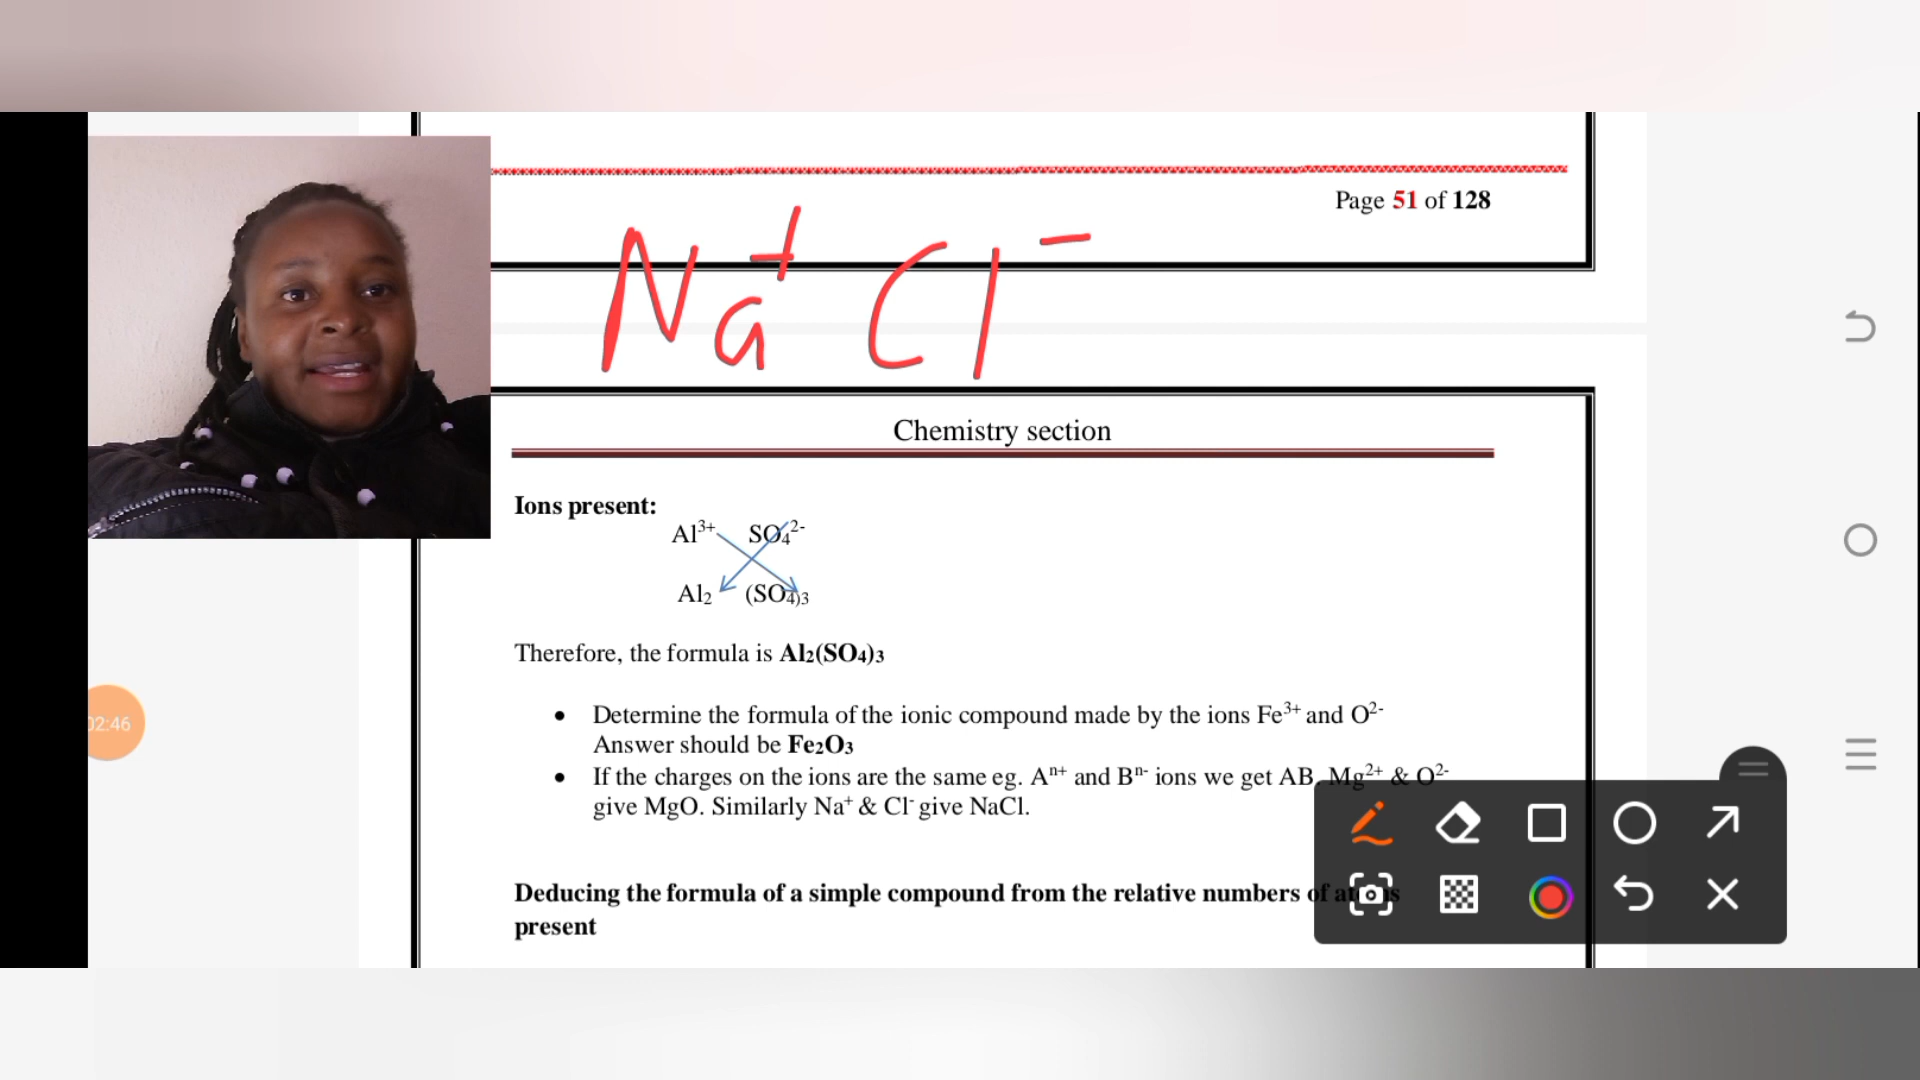 Page 51 of 128
Na⁺ Cl⁻
Chemistry section
Ions present:
Al³⁺ SO₄²⁻
Al₂ (SO₄)₃
Therefore, the formula is Al₂(SO₄)₃
• Determine the formula of the ionic compound made by the ions Fe³⁺ and O²⁻
Answer should be Fe₂O₃
• If the charges on the ions are the same eg. Aⁿ⁺ and Bⁿ⁻ ions we get AB. Mg²⁺ & O²⁻
give MgO. Similarly Na⁺ & Cl⁻ give NaCl.
02:46
Deducing the formula of a simple compound from the relative numbers of
present